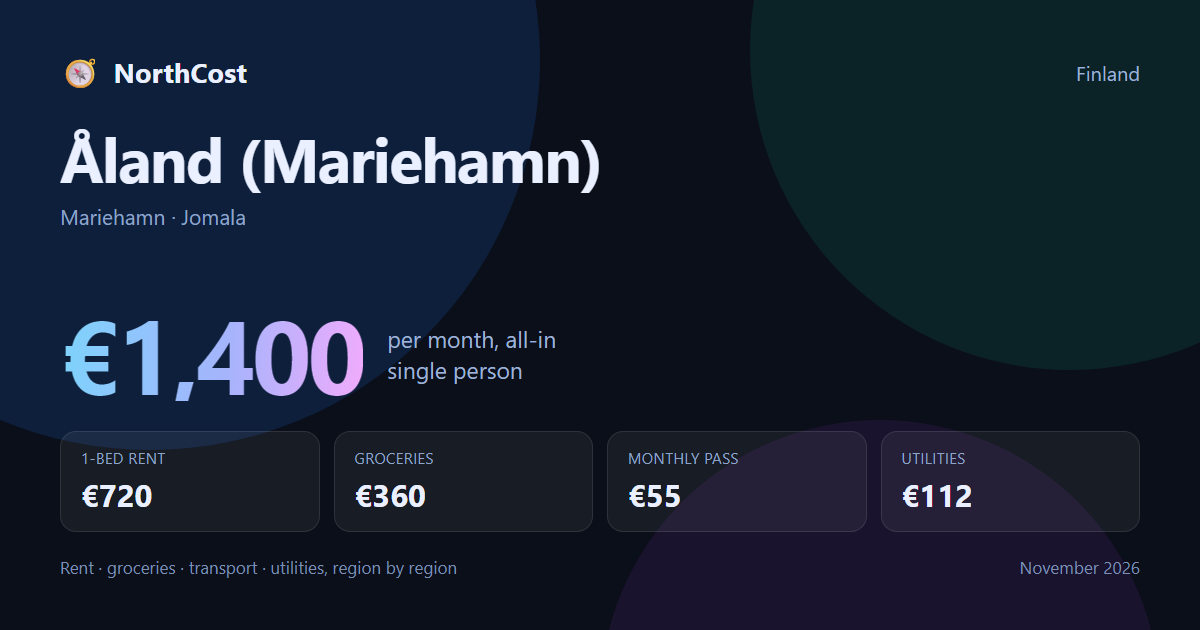 NorthCost
Finland
Åland (Mariehamn)
Mariehamn · Jomala
€1,400
per month, all-in
single person
1-BED RENT
€720
GROCERIES
€360
MONTHLY PASS
€55
UTILITIES
€112
Rent · groceries · transport · utilities, region by region
November 2026